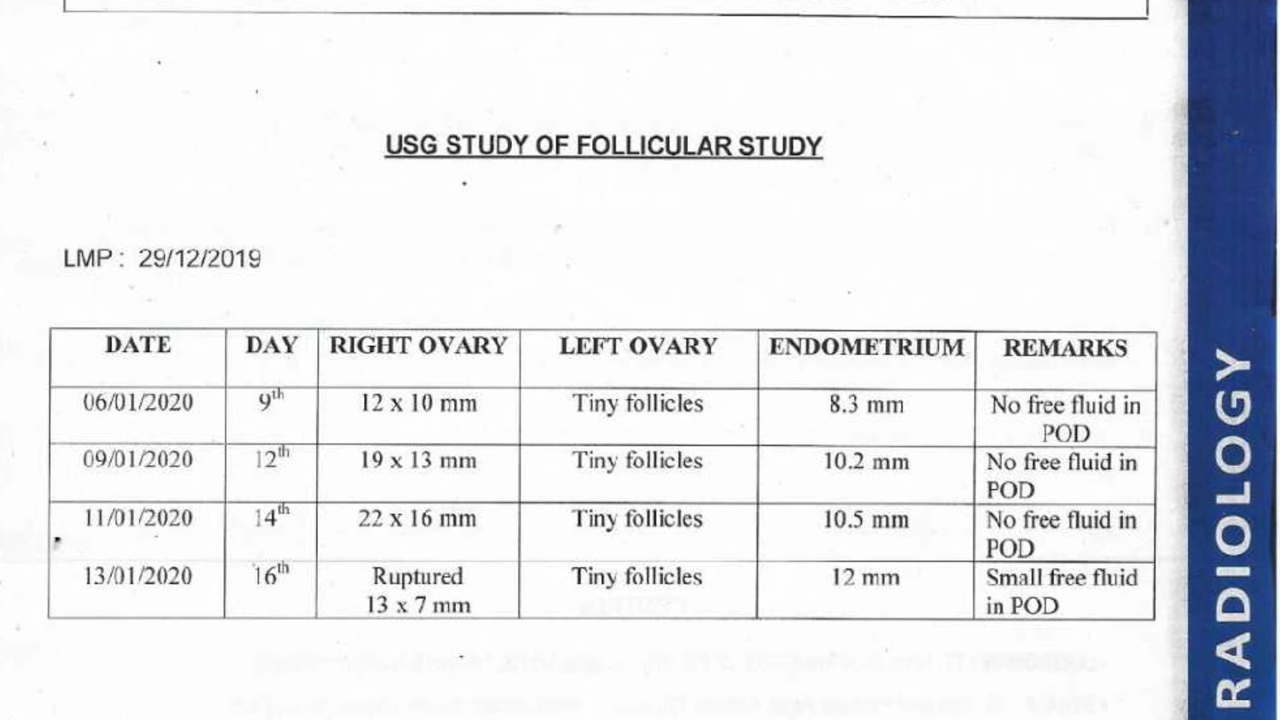 USG STUDY OF FOLLICULAR STUDY
LMP : 29/12/2019
DATE DAY RIGHT OVARY LEFT OVARY ENDOMETRIUM REMARKS
06/01/2020 9th 12 x 10 mm Tiny follicles 8.3 mm No free fluid in
POD
09/01/2020 12th 19 x 13 mm Tiny follicles 10.2 mm No free fluid in
POD
11/01/2020 14th 22 x 16 mm Tiny follicles 10.5 mm No free fluid in
POD
13/01/2020 16th Ruptured Tiny follicles 12 mm Small free fluid
13 x 7 mm in POD
RADIOLOGY